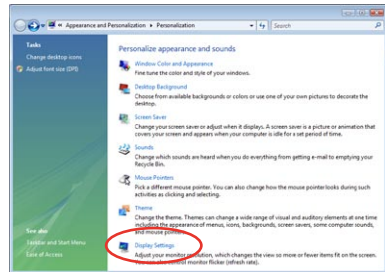 « Appearance and Personalization ▸ Personalization
Search
Tasks
Change desktop icons
Adjust font size (DPI)
See also
Taskbar and Start Menu
Ease of Access
Personalize appearance and sounds
Window Color and Appearance
Fine tune the color and style of your windows.
Desktop Background
Choose from available backgrounds or colors or use one of your own pictures to decorate the
desktop.
Screen Saver
Change your screen saver or adjust when it displays. A screen saver is a picture or animation that
covers your screen and appears when your computer is idle for a set period of time.
Sounds
Change which sounds are heard when you do everything from getting e-mail to emptying your
Recycle Bin.
Mouse Pointers
Pick a different mouse pointer. You can also change how the mouse pointer looks during such
activities as clicking and selecting.
Theme
Change the theme. Themes can change a wide range of visual and auditory elements at one time
including the appearance of menus, icons, backgrounds, screen savers, some computer sounds,
and mouse pointers.
Display Settings
Adjust your monitor resolution, which changes the view so more or fewer items fit on the screen.
You can also control monitor flicker (refresh rate).